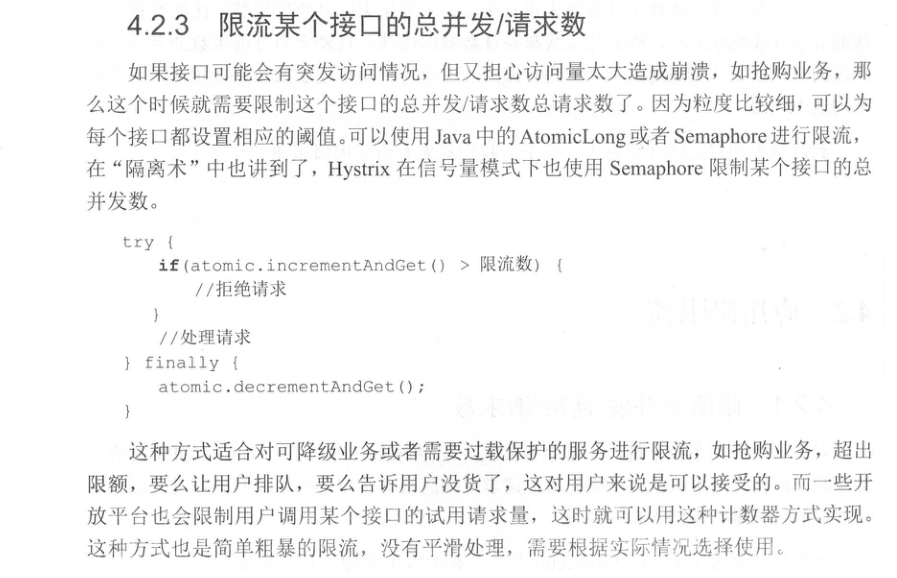 4.2.3 限流某个接口的总并发/请求数
如果接口可能会有突发访问情况，但又担心访问量太大造成崩溃，如抢购业务，那
么这个时候就需要限制这个接口的总并发/请求数总请求数了。因为粒度比较细，可以为
每个接口都设置相应的阈值。可以使用 Java 中的 AtomicLong 或者 Semaphore 进行限流，
在“隔离术”中也讲到了，Hystrix 在信号量模式下也使用 Semaphore 限制某个接口的总
并发数。
try {
if(atomic.incrementAndGet() > 限流数) {
//拒绝请求
}
//处理请求
} finally {
atomic.decrementAndGet();
}
这种方式适合对可降级业务或者需要过载保护的服务进行限流，如抢购业务，超出
限额，要么让用户排队，要么告诉用户没货了，这对用户来说是可以接受的。而一些开
放平台也会限制用户调用某个接口的试用请求量，这时就可以用这种计数器方式实现。
这种方式也是简单粗暴的限流，没有平滑处理，需要根据实际情况选择使用。